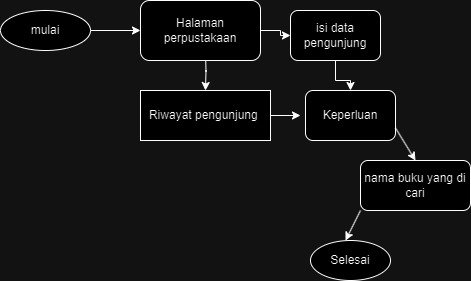 mulai
Halaman
perpustakaan
isi data
pengunjung
Riwayat pengunjung
Keperluan
nama buku yang di
cari
Selesai